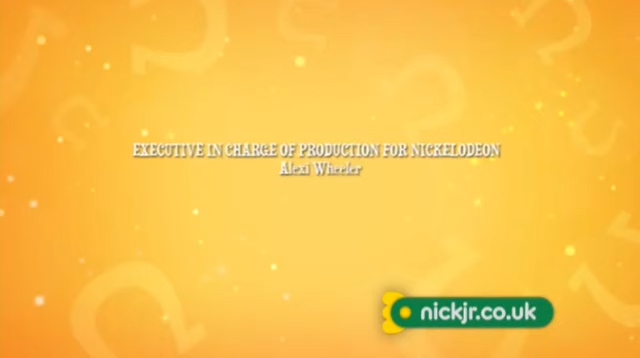 EXECUTIVE IN CHARGE OF PRODUCTION FOR NICKELODEON
Alexi Wheeler
nickjr.co.uk